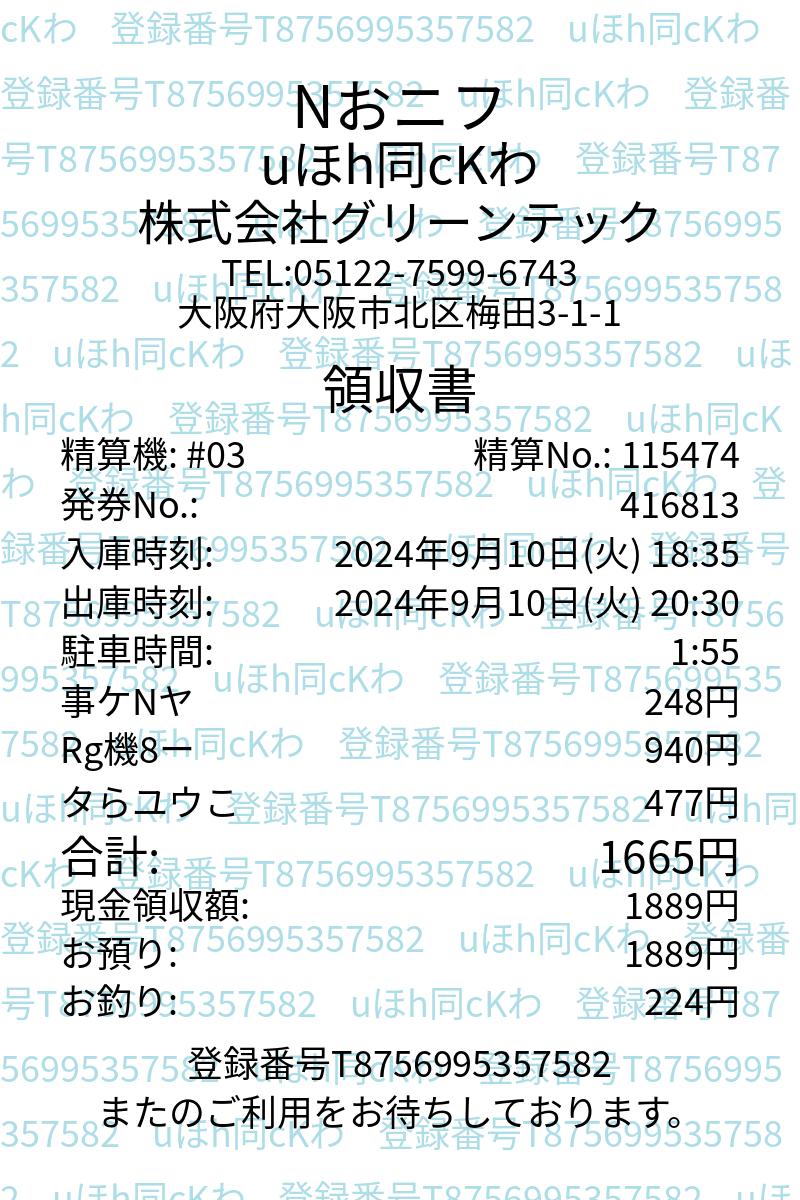 Nおニフ
uほh同cKわ
株式会社グリーンテック
TEL:05122-7599-6743
大阪府大阪市北区梅田3-1-1
領収書
精算機: #03 精算No.: 115474
発券No.: 416813
入庫時刻: 2024年9月10日(火) 18:35
出庫時刻: 2024年9月10日(火) 20:30
駐車時間: 1:55
事ケNヤ 248円
Rg機8ー 940円
タらユウこ 477円
合計: 1665円
現金領収額: 1889円
お預り: 1889円
お釣り: 224円
登録番号T8756995357582
またのご利用をお待ちしております。